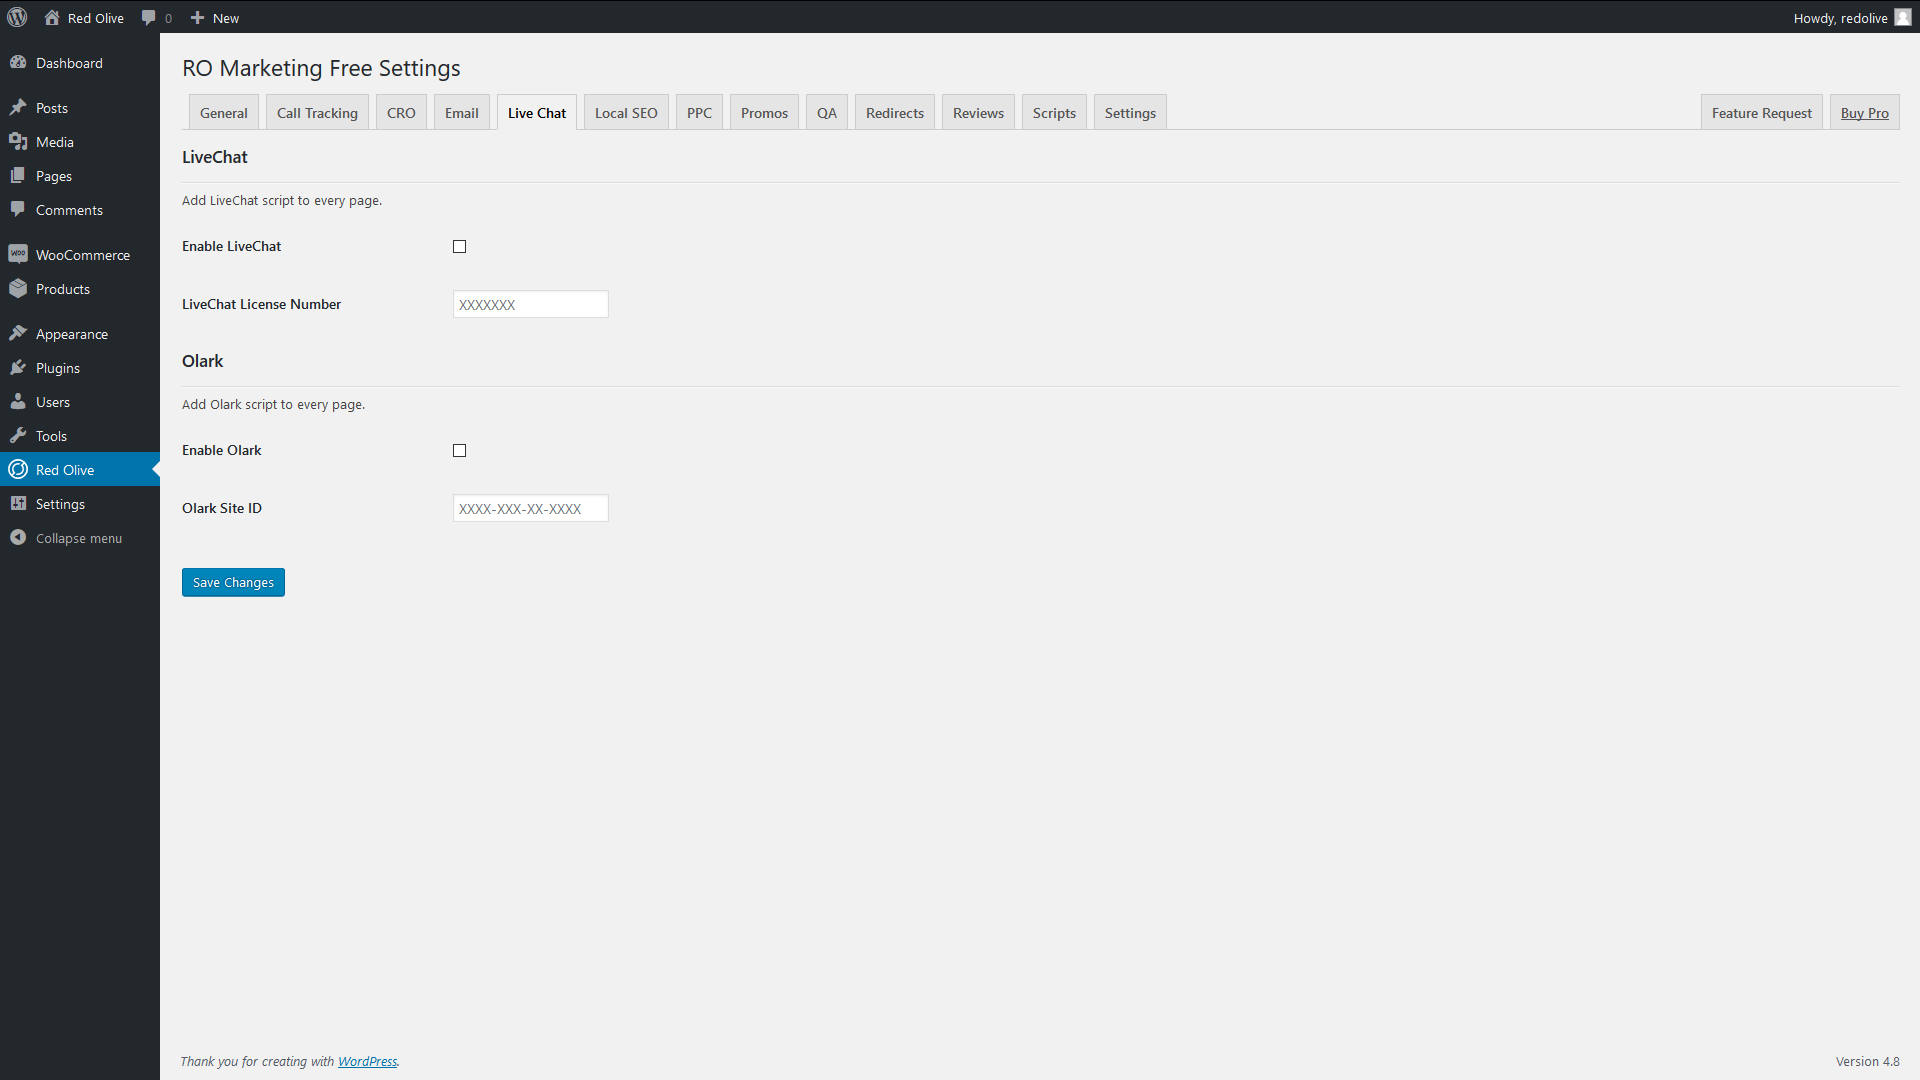 Red Olive 0 New Howdy, redolive
Dashboard
Posts
Media
Pages
Comments
WooCommerce
Products
Appearance
Plugins
Users
Tools
Red Olive
Settings
Collapse menu
RO Marketing Free Settings
General Call Tracking CRO Email Live Chat Local SEO PPC Promos QA Redirects Reviews Scripts Settings Feature Request Buy Pro
LiveChat
Add LiveChat script to every page.
Enable LiveChat
LiveChat License Number XXXXXXX
Olark
Add Olark script to every page.
Enable Olark
Olark Site ID XXXX-XXX-XX-XXXX
Save Changes
Thank you for creating with WordPress. Version 4.8